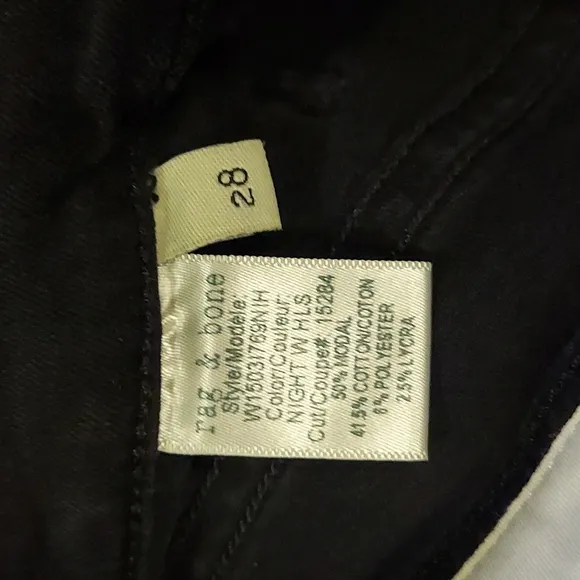 28
rag & bone
Style/Modèle:
W1503I769NIH
Color/Couleur:
NIGHT W HLS
Cut/Coupe# 15284
50% MODAL
41.5% COTTON/COTON
6% POLYESTER
2.5% LYCRA